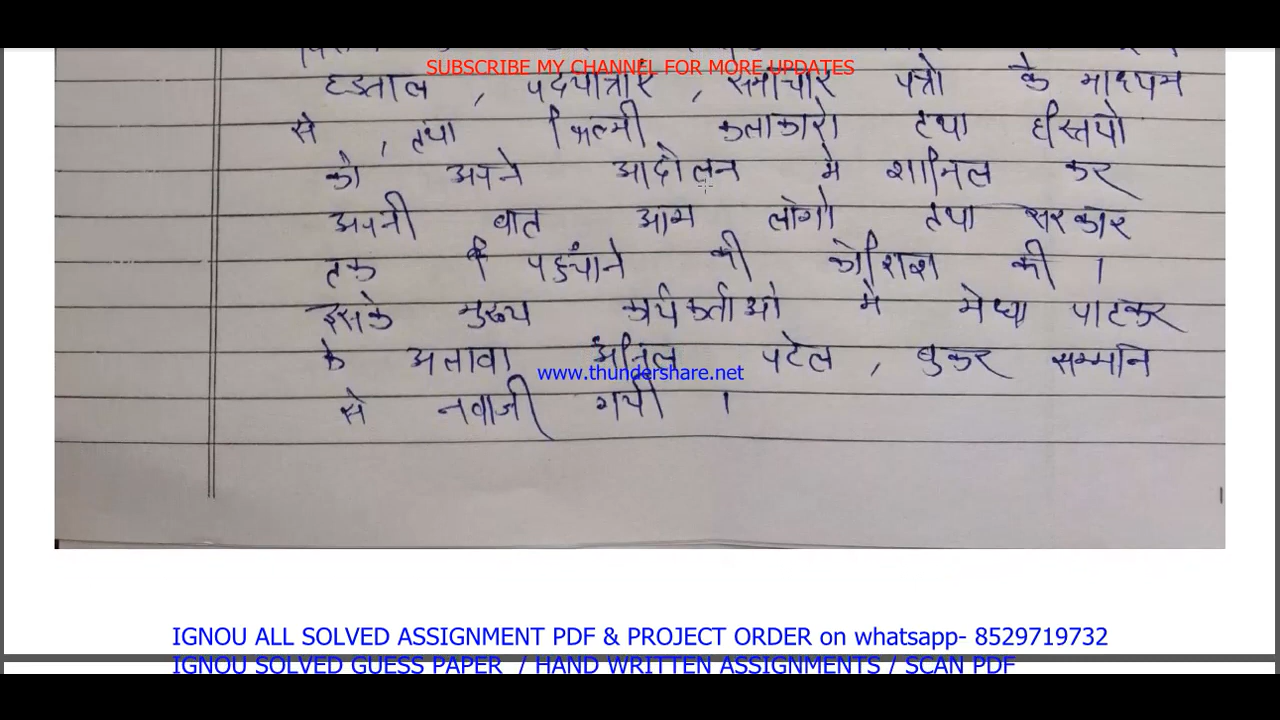 SUBSCRIBE MY CHANNEL FOR MORE UPDATES
हडताल , पदयात्राएं , समाचार पत्रो के माध्यम
से , तथा फिल्मी कलाकारो तथा हस्तियो
को अपने आदोलन मे शामिल कर
अपनी बात आम लोगो तथा सरकार
तक पहुचाने की कोशिश की ।
इसके मुख्य कार्यकर्ताओ मे मेधा पाटकर
के अलावा अनिल पटेल , बुकर सम्मान
www.thundershare.net
से नवाजी गयी ।
IGNOU ALL SOLVED ASSIGNMENT PDF & PROJECT ORDER on whatsapp- 8529719732
IGNOU SOLVED GUESS PAPER / HAND WRITTEN ASSIGNMENTS / SCAN PDF